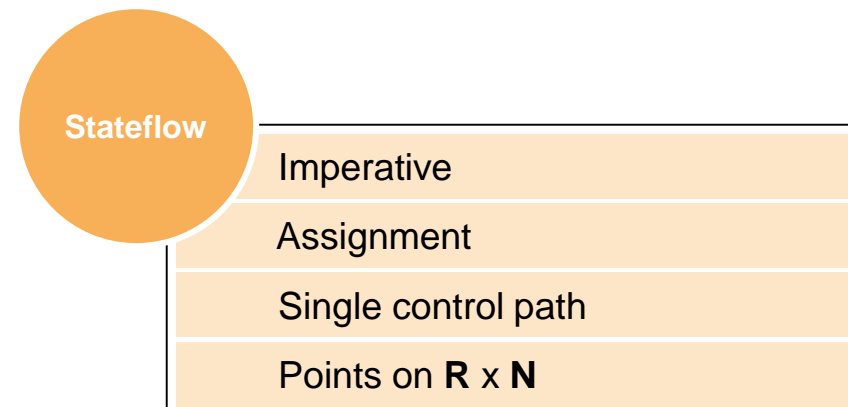 Stateflow
Imperative
Assignment
Single control path
Points on R x N